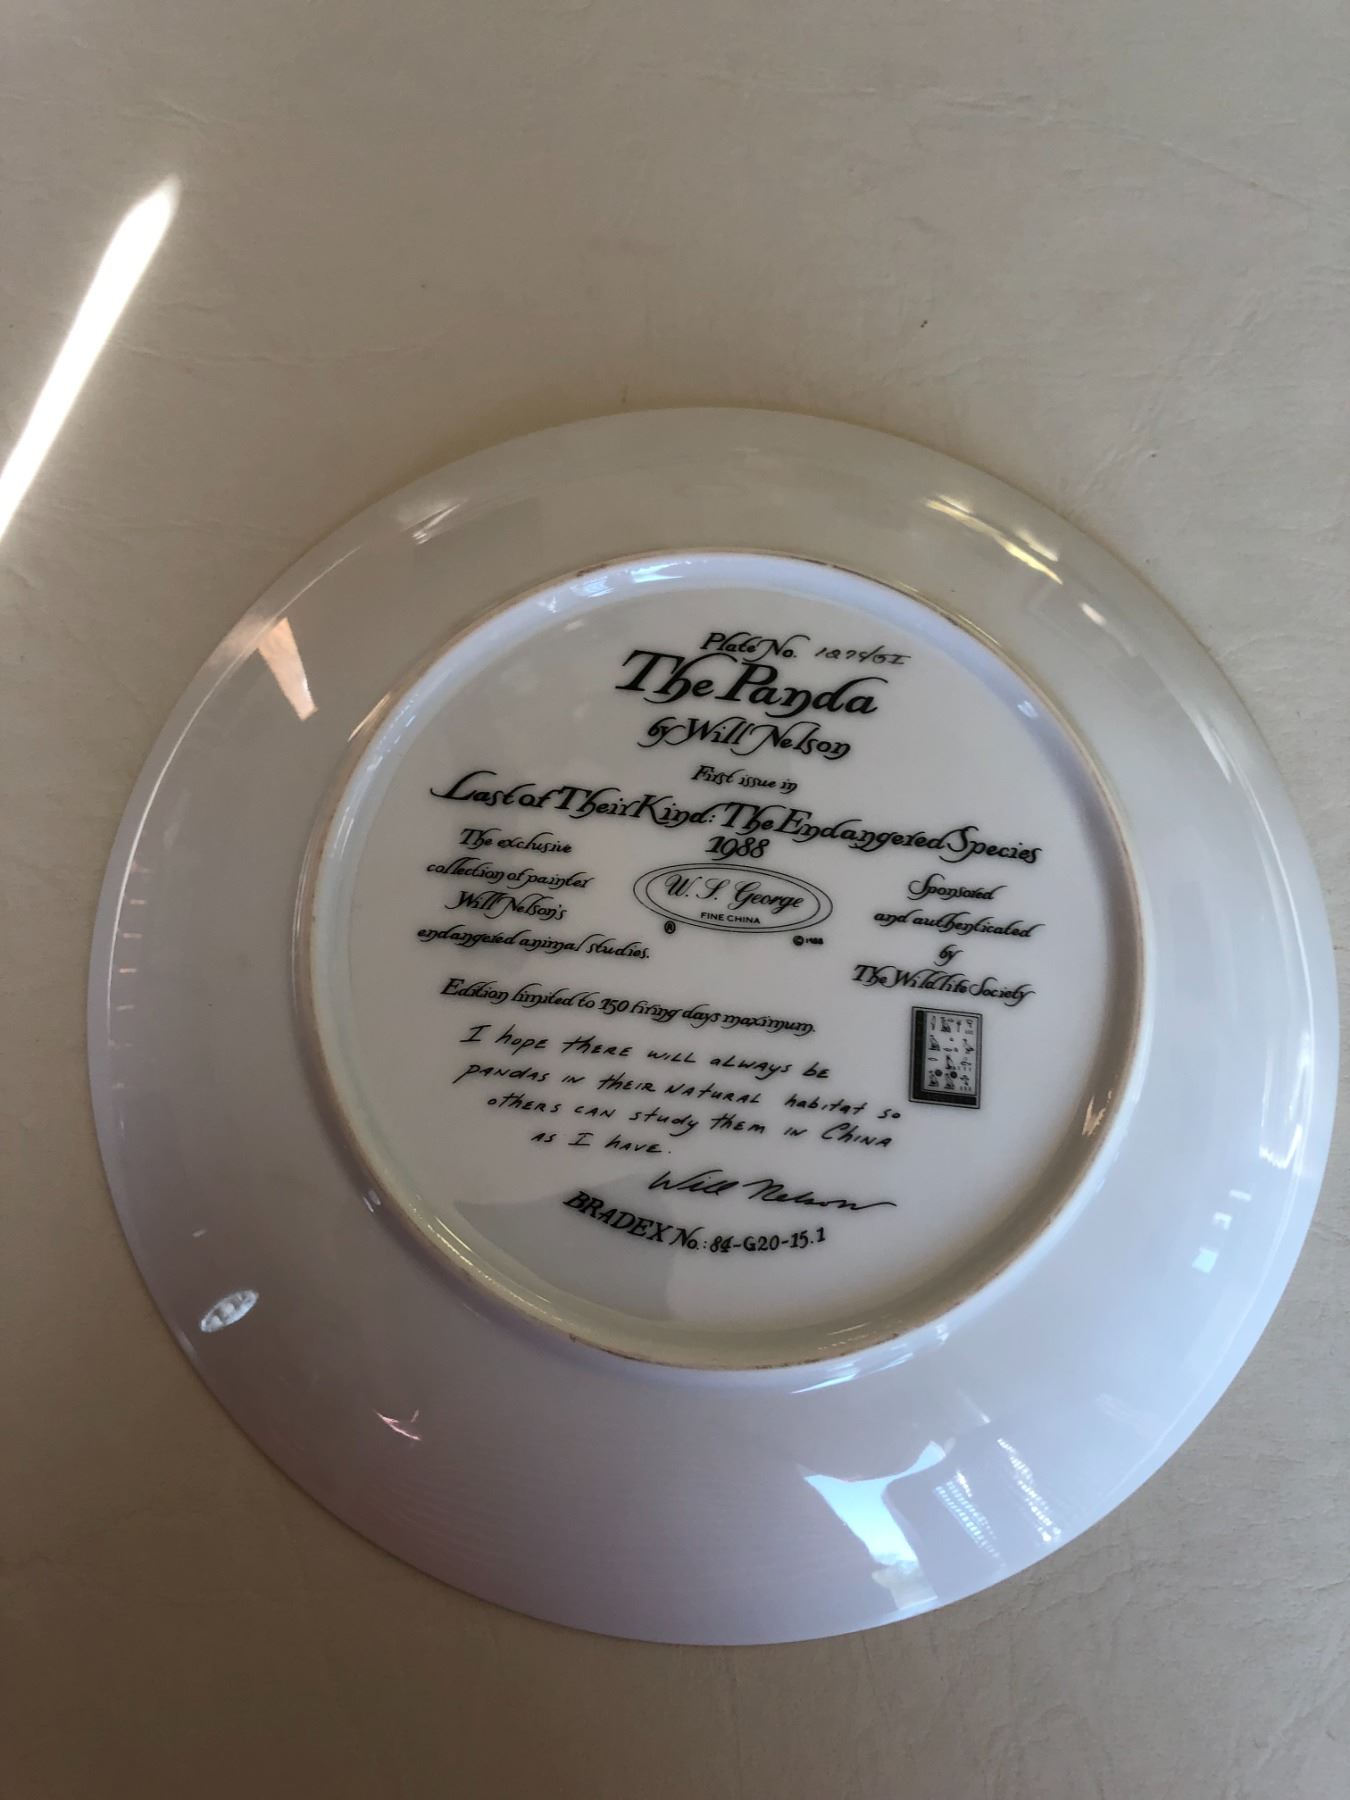 Plate No.
The Panda
by Will Nelson
First issue in
Last of Their Kind: The Endangered Species
1988
The exclusive
collection of painter
Will Nelson's
endangered animal studies.
W. S. George
FINE CHINA
®
© 1988
Sponsored
and authenticated
by
The Wildlife Society
Edition limited to 150 firing days maximum.
I hope there will always be
pandas in their natural habitat so
others can study them in China
as I have.
Will Nelson
BRADEX No.: 84-G20-15.1